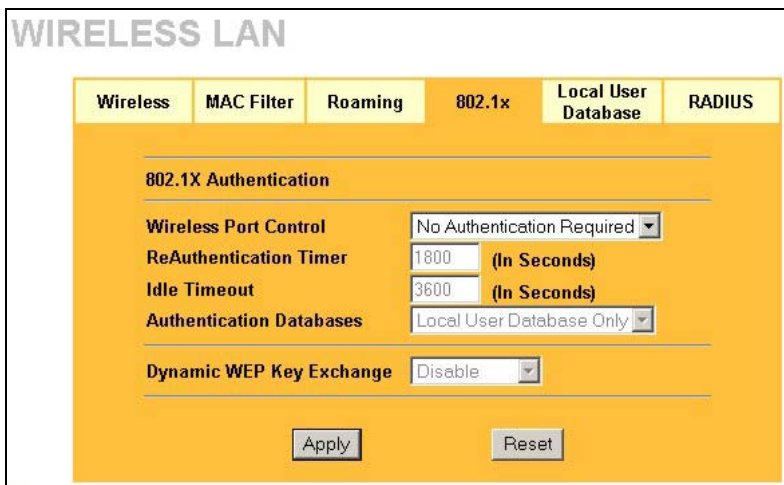 WIRELESS LAN
Wireless MAC Filter Roaming 802.1x Local User Database RADIUS
802.1X Authentication
Wireless Port Control No Authentication Required
ReAuthentication Timer 1800 (In Seconds)
Idle Timeout 3600 (In Seconds)
Authentication Databases Local User Database Only
Dynamic WEP Key Exchange Disable
Apply Reset